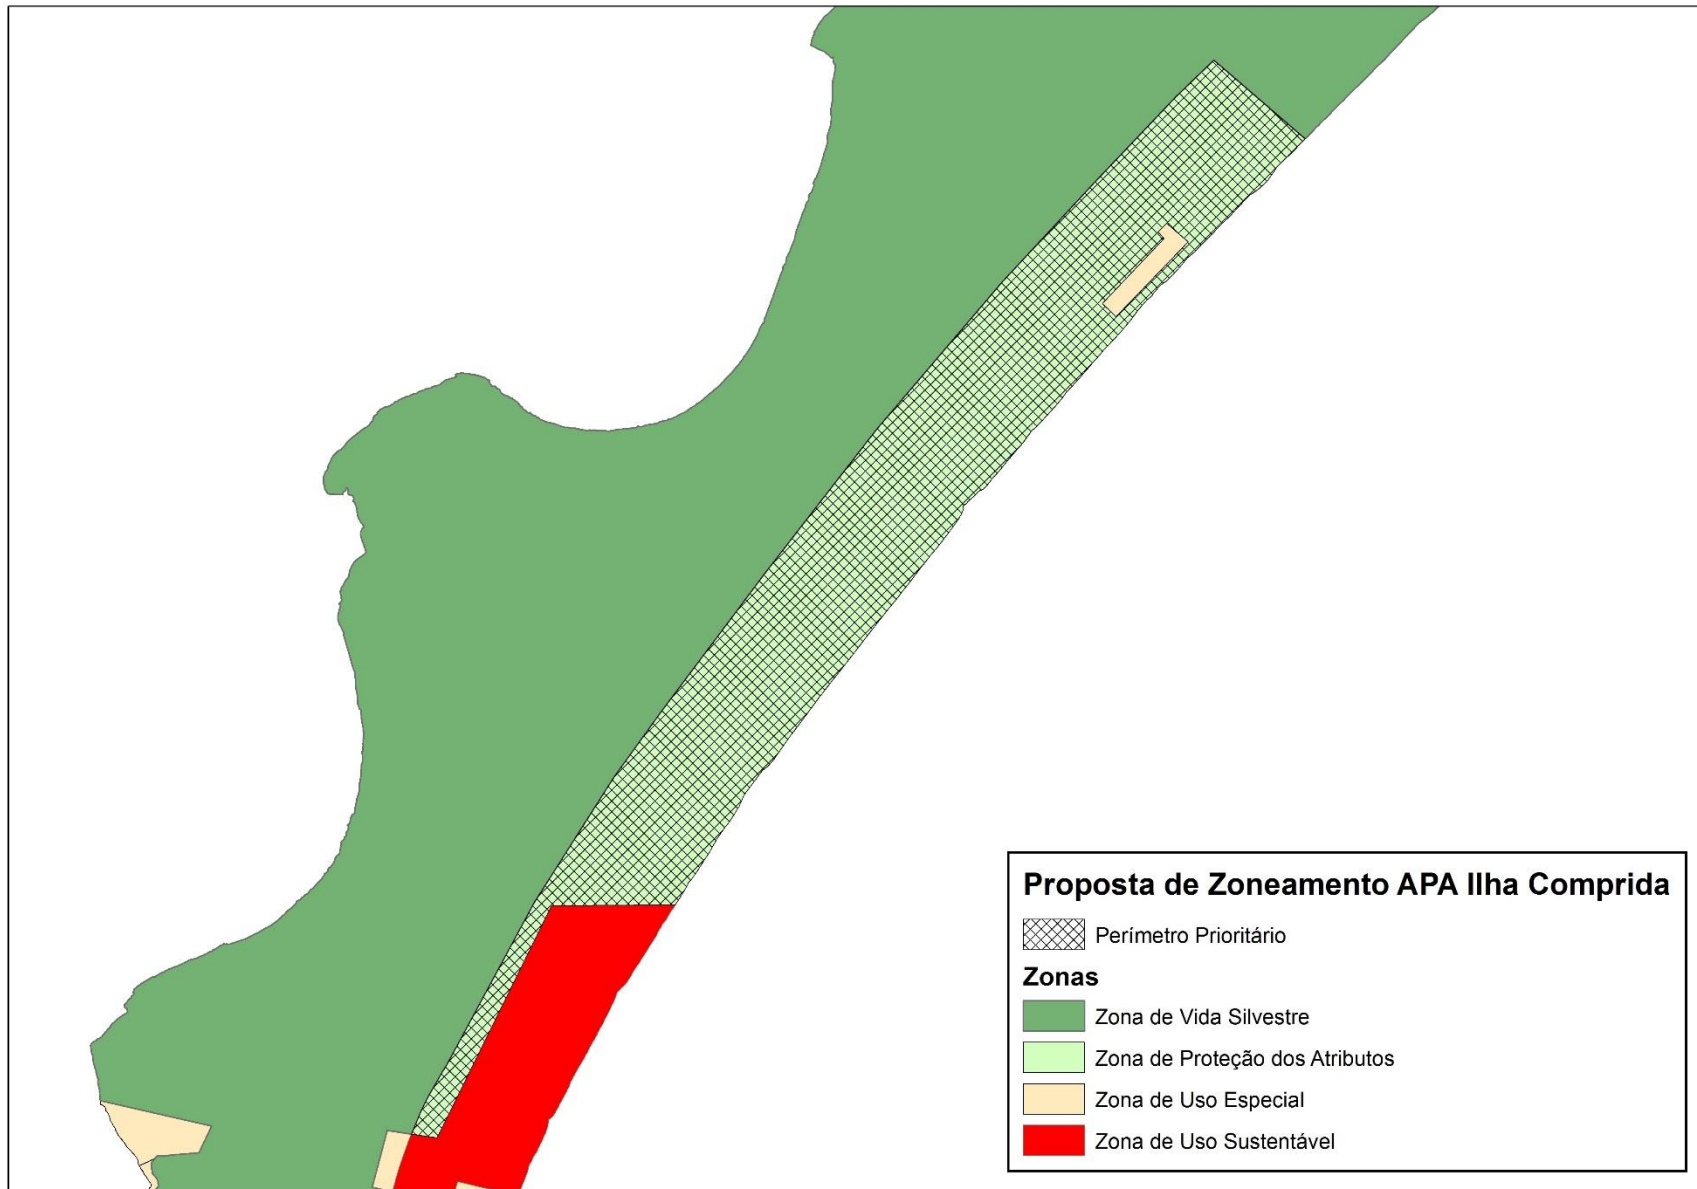 Proposta de Zoneamento APA Ilha Comprida
Perímetro Prioritário
Zonas
Zona de Vida Silvestre
Zona de Proteção dos Atributos
Zona de Uso Especial
Zona de Uso Sustentável